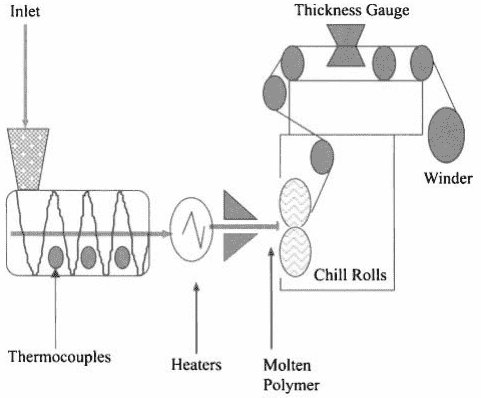 Inlet
Thickness Gauge
Winder
Chill Rolls
Thermocouples
Heaters
Molten
Polymer